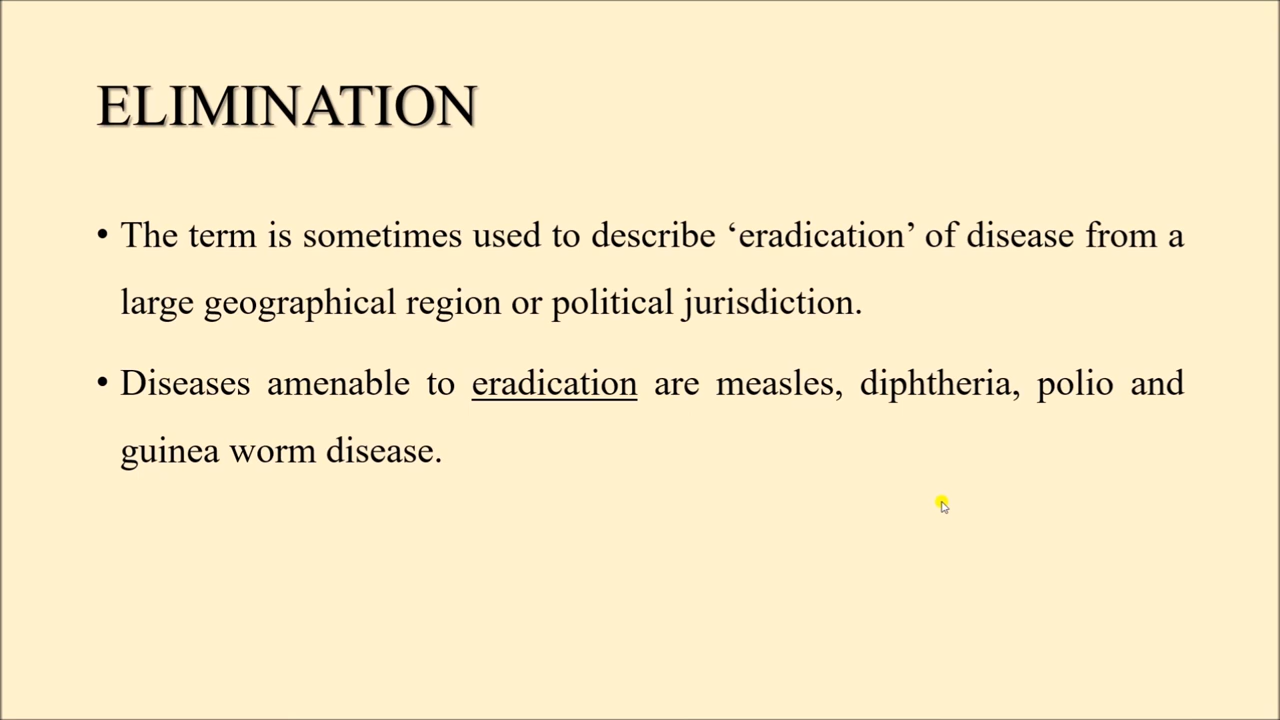 ELIMINATION
• The term is sometimes used to describe ‘eradication’ of disease from a
large geographical region or political jurisdiction.
• Diseases amenable to eradication are measles, diphtheria, polio and
guinea worm disease.